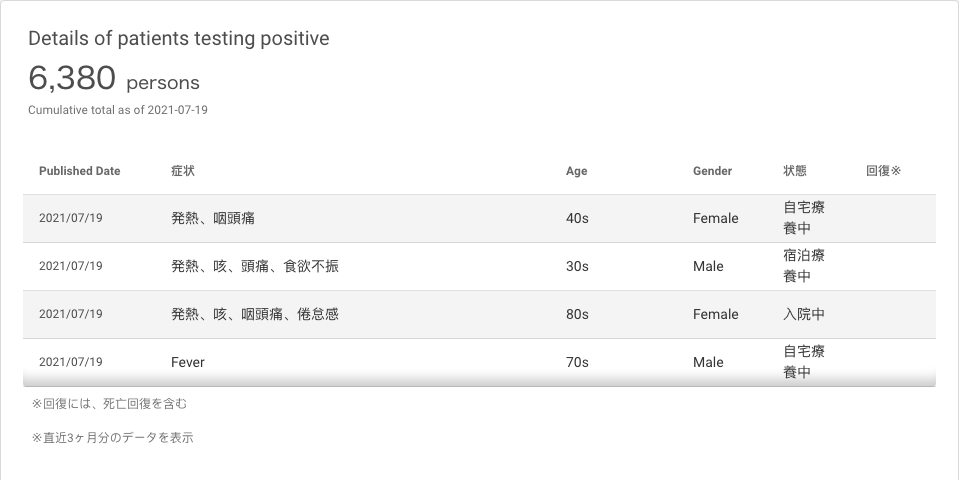 Details of patients testing positive
6,380 persons
Cumulative total as of 2021-07-19
Published Date 症状 Age Gender 状態 回復※
2021/07/19 発熱、咽頭痛 40s Female 自宅療
養中
2021/07/19 発熱、咳、頭痛、食欲不振 30s Male 宿泊療
養中
2021/07/19 発熱、咳、咽頭痛、倦怠感 80s Female 入院中
2021/07/19 Fever 70s Male 自宅療
養中
※回復には、死亡回復を含む
※直近3ヶ月分のデータを表示